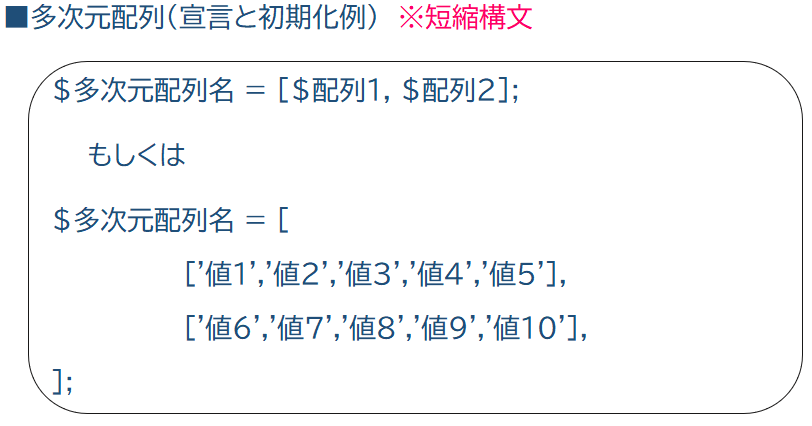 ■多次元配列（宣言と初期化例） ※短縮構文
$多次元配列名 = [$配列1, $配列2];
もしくは
$多次元配列名 = [
['値1','値2','値3','値4','値5'],
['値6','値7','値8','値9','値10'],
];